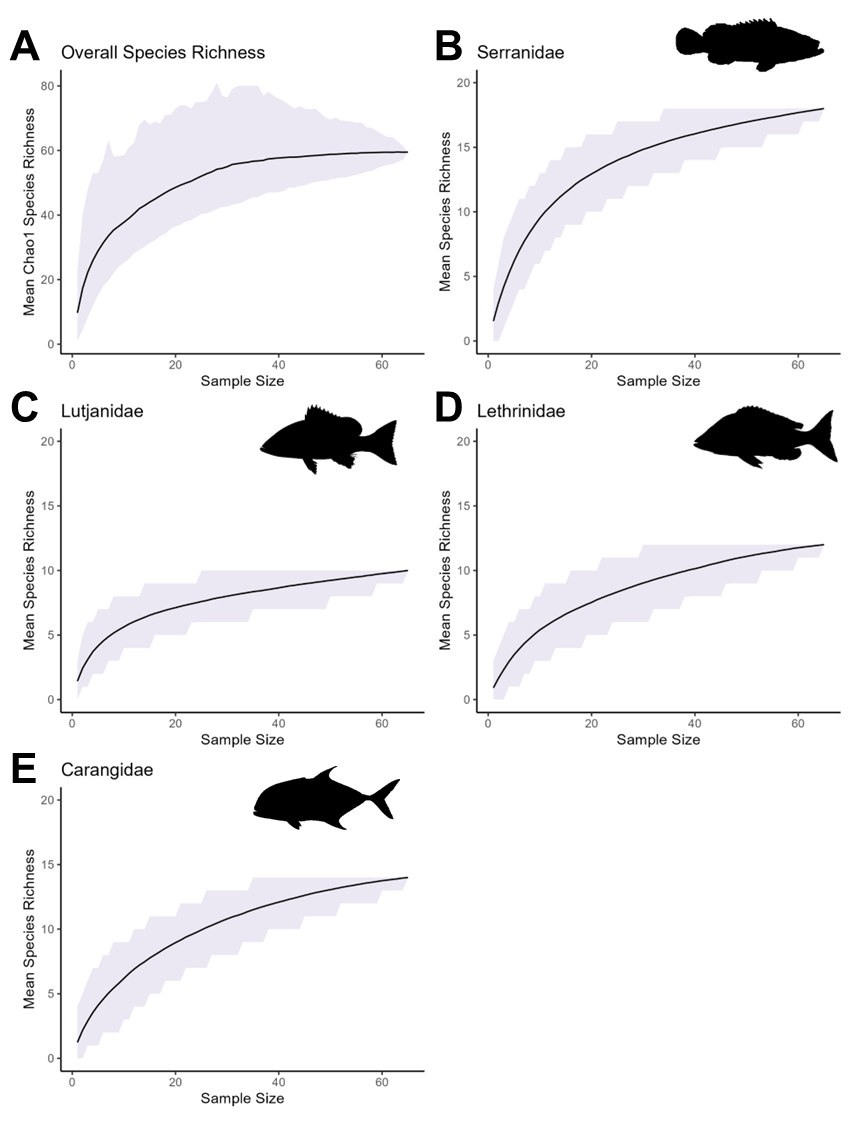 A
Overall Species Richness
Mean Chao1 Species Richness
80
60
40
20
0
0 20 40 60
Sample Size
B
Serranidae
Mean Species Richness
20
15
10
5
0
0 20 40 60
Sample Size
C
Lutjanidae
Mean Species Richness
20
15
10
5
0
0 20 40 60
Sample Size
D
Lethrinidae
Mean Species Richness
20
15
10
5
0
0 20 40 60
Sample Size
E
Carangidae
Mean Species Richness
20
15
10
5
0
0 20 40 60
Sample Size